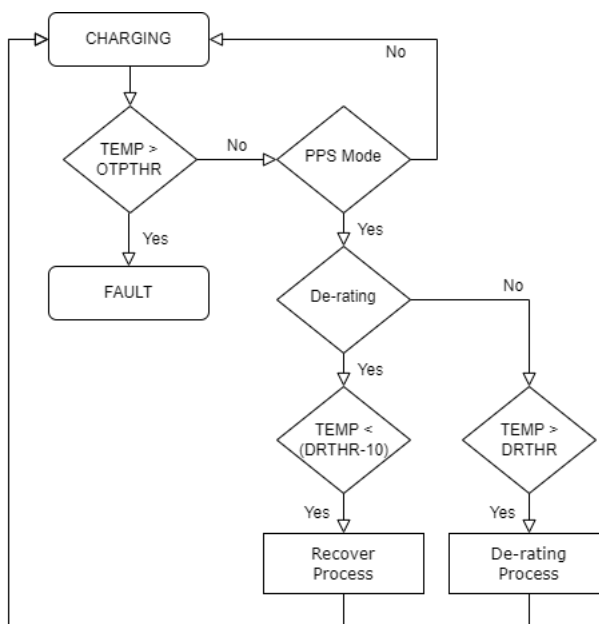 CHARGING
No
TEMP >
OTPTHR
No
PPS Mode
Yes
Yes
FAULT
De-rating
No
Yes
TEMP <
(DRTHR-10)
TEMP >
DRTHR
Yes
Yes
Recover
Process
De-rating
Process